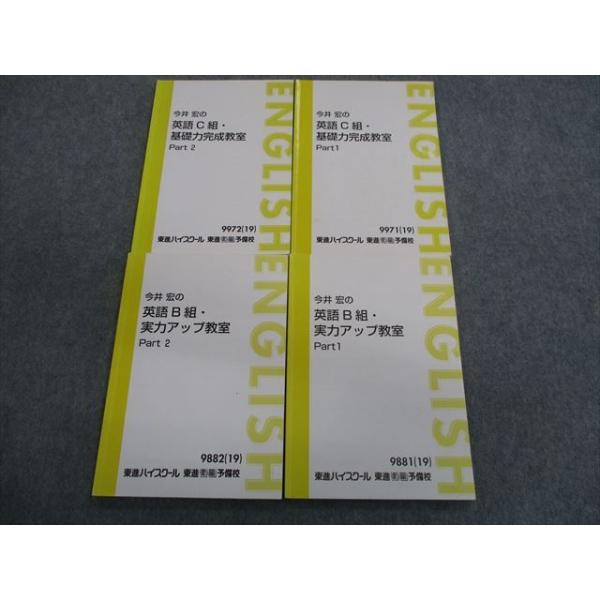 今井 宏の
英語C組・
基礎力完成教室
Part 2
9972(19)
東進ハイスクール 東進衛星予備校
ENGLISH
今井 宏の
英語C組・
基礎力完成教室
Part1
9971(19)
東進ハイスクール 東進衛星予備校
ENGLISH
今井 宏の
英語B組・
実力アップ教室
Part 2
9882(19)
東進ハイスクール 東進衛星予備校
ENGLISH
今井 宏の
英語B組・
実力アップ教室
Part1
9881(19)
東進ハイスクール 東進衛星予備校
ENGLISH